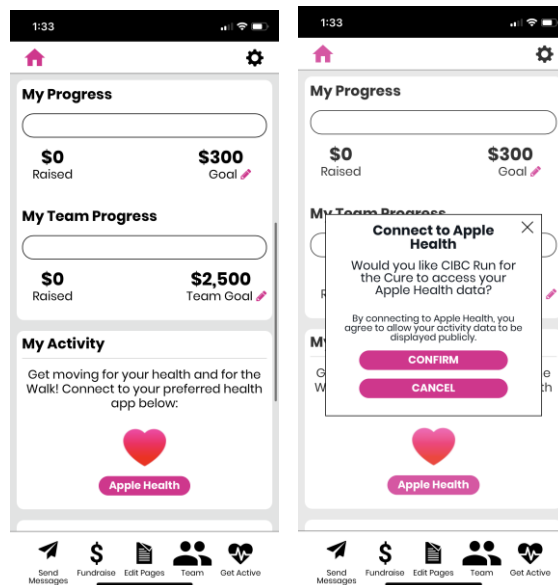 1:33
My Progress
$0 $300
Raised Goal
My Team Progress
$0 $2,500
Raised Team Goal
My Activity
Get moving for your health and for the
Walk! Connect to your preferred health
app below:
Apple Health
Send Messages
Fundraise
Edit Pages
Team
Get Active
1:33
My Progress
$0 $300
Raised Goal
My Team Progress
Connect to Apple
Health
Would you like CIBC Run for
the Cure to access your
Apple Health data?
By connecting to Apple Health, you
agree to allow your activity data to be
displayed publicly.
CONFIRM
CANCEL
Apple Health
Send Messages
Fundraise
Edit Pages
Team
Get Active